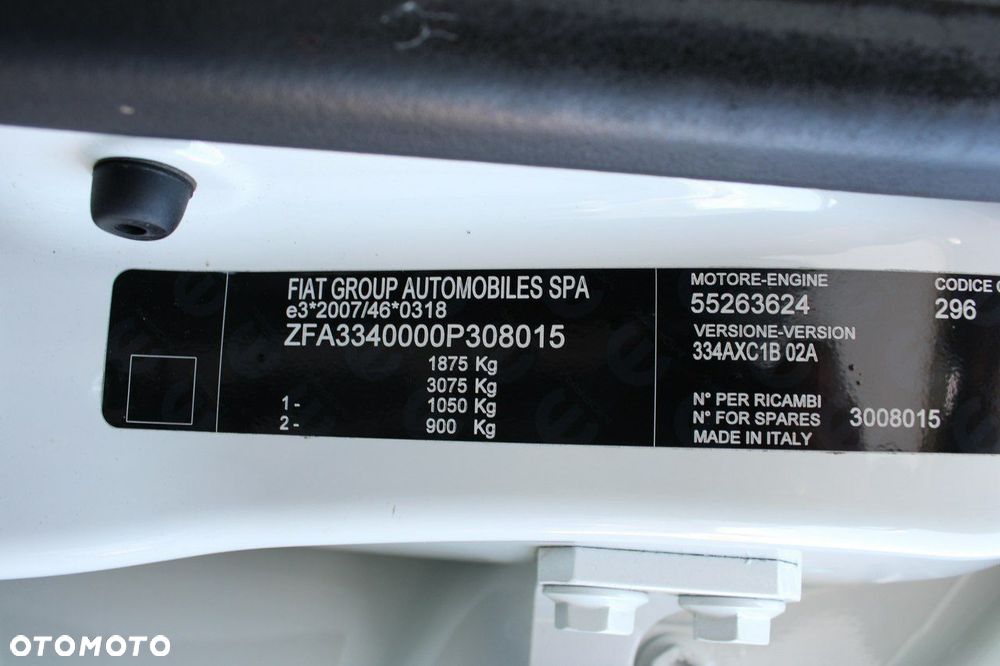 FIAT GROUP AUTOMOBILES SPA
e3*2007/46*0318
ZFA3340000P308015
1875 Kg
3075 Kg
1- 1050 Kg
2- 900 Kg
MOTORE-ENGINE
55263624
VERSIONE-VERSION
334AXC1B 02A
N° PER RICAMBI
N° FOR SPARES 3008015
MADE IN ITALY
CODICE
296
OTOMOTO